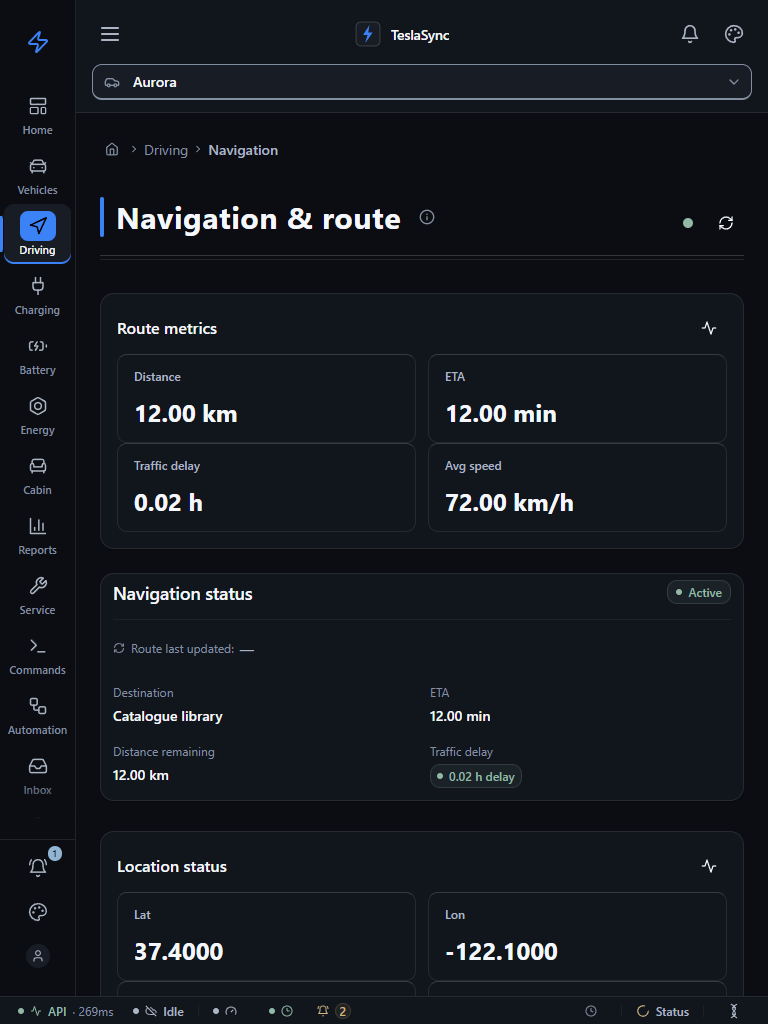 TeslaSync
Aurora
Home
Vehicles
Driving
Charging
Battery
Energy
Cabin
Reports
Service
Commands
Automation
Inbox
1
Driving
Navigation
Navigation & route
Route metrics
Distance
12.00 km
ETA
12.00 min
Traffic delay
0.02 h
Avg speed
72.00 km/h
Navigation status
Active
Route last updated: —
Destination
Catalogue library
ETA
12.00 min
Distance remaining
12.00 km
Traffic delay
0.02 h delay
Location status
Lat
37.4000
Lon
-122.1000
API · 269ms
Idle
2
Status